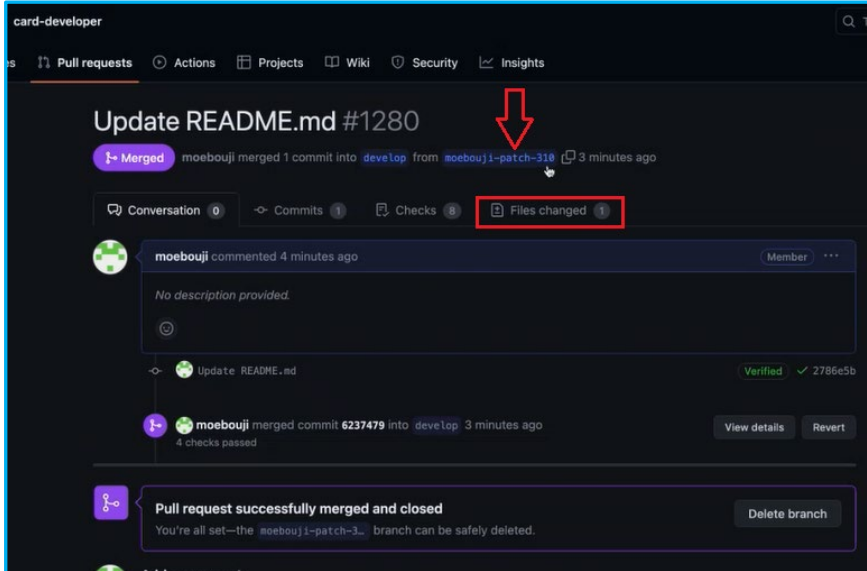 card-developer
Pull requests Actions Projects Wiki Security Insights
Update README.md #1280
Merged moebouji merged 1 commit into develop from moebouji-patch-310 3 minutes ago
Conversation 0 Commits 1 Checks 8 Files changed 1
moebouji commented 4 minutes ago Member ...
No description provided.
Update README.md Verified 2786e5b
moebouji merged commit 6237479 into develop 3 minutes ago View details Revert
4 checks passed
Pull request successfully merged and closed Delete branch
You're all set—the moebouji-patch-3… branch can be safely deleted.